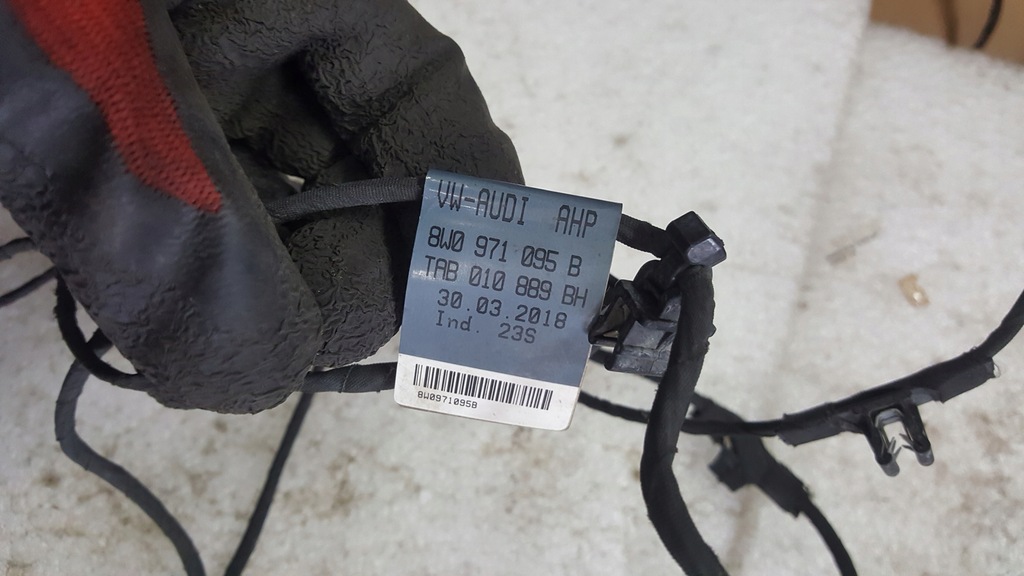 VW-AUDI AHP
8W0 971 095 B
TAB 010 889 BH
30.03.2018
Ind. 23S
8W0971095B